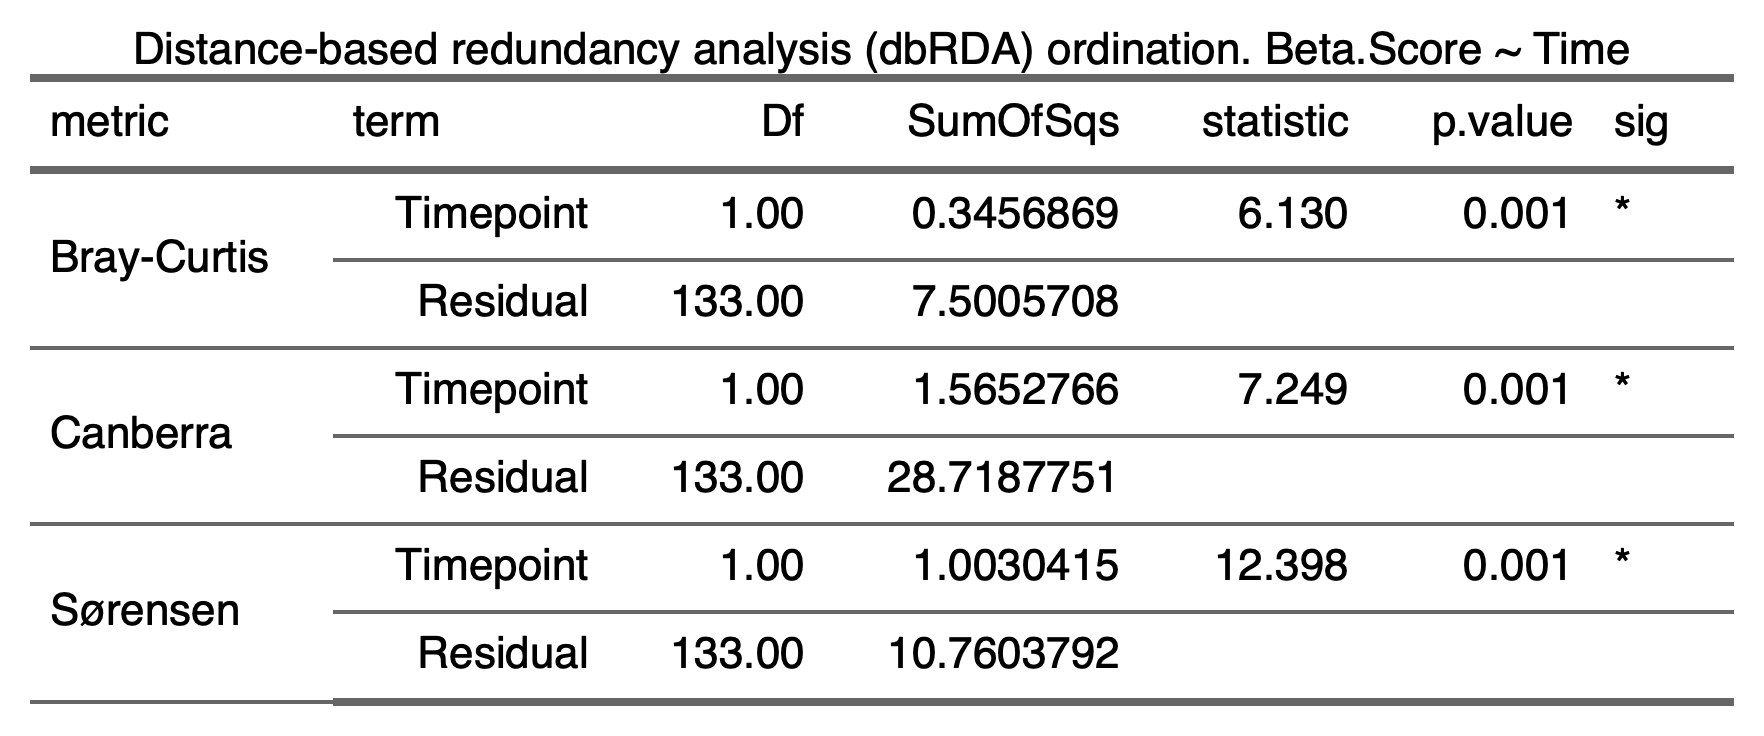 Distance-based redundancy analysis (dbRDA) ordination. Beta.Score ~ Time
metric term Df SumOfSqs statistic p.value sig
Bray-Curtis
Timepoint 1.00 0.3456869 6.130 0.001 *
Residual 133.00 7.5005708
Canberra
Timepoint 1.00 1.5652766 7.249 0.001 *
Residual 133.00 28.7187751
Sørensen
Timepoint 1.00 1.0030415 12.398 0.001 *
Residual 133.00 10.7603792